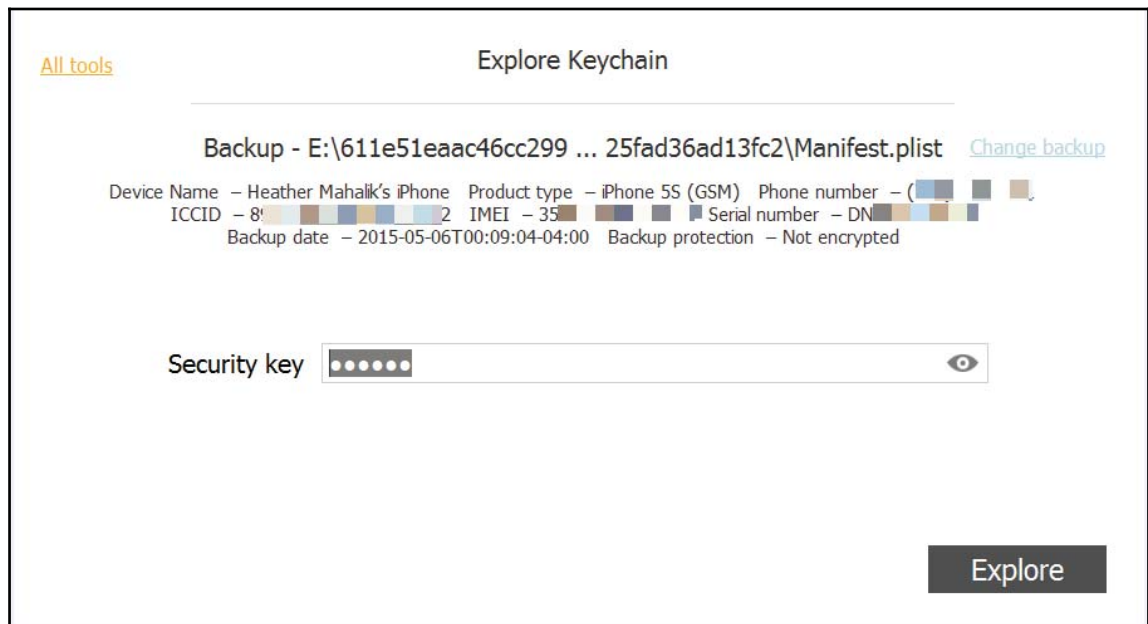 All tools
Explore Keychain
Backup - E:\611e51eaac46cc299 ... 25fad36ad13fc2\Manifest.plist
Change backup
Device Name – Heather Mahalik's iPhone Product type – iPhone 5S (GSM) Phone number – (
ICCID – 8 2 IMEI – 35 Serial number – DN
Backup date – 2015-05-06T00:09:04-04:00 Backup protection – Not encrypted
Security key
Explore